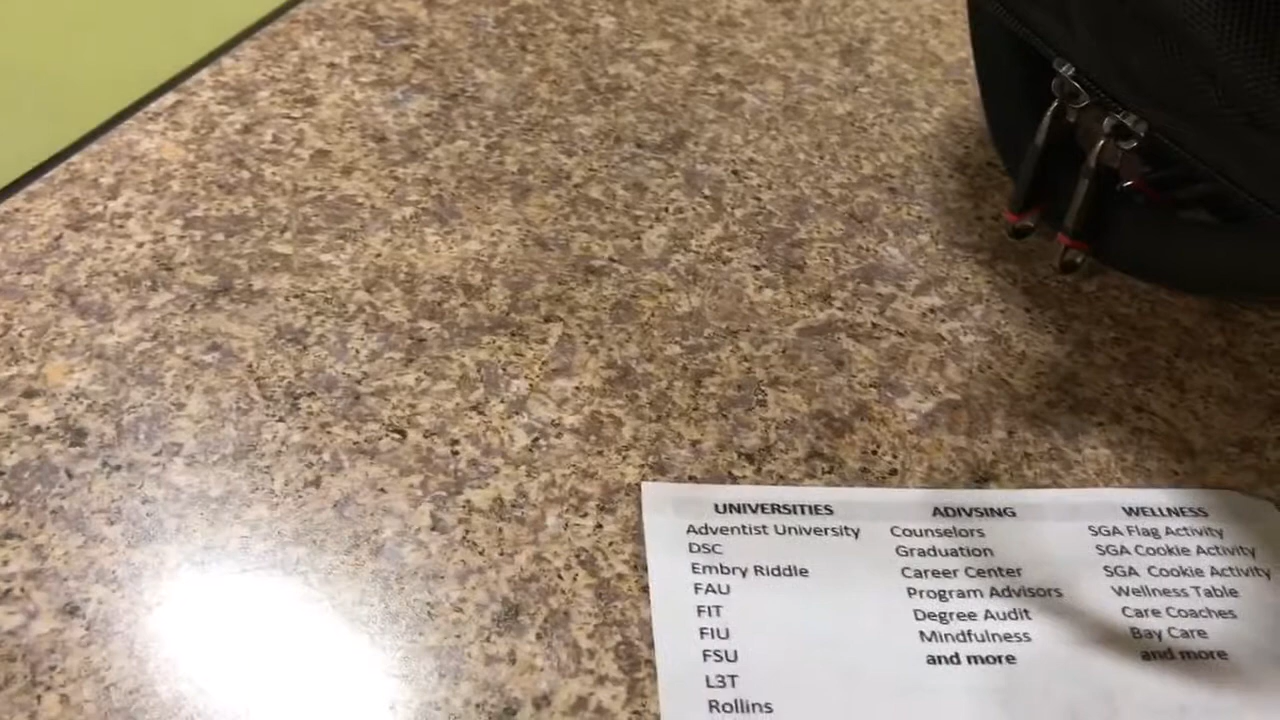 UNIVERSITIES ADIVSING WELLNESS
Adventist University Counselors SGA Flag Activity
DSC Graduation SGA Cookie Activity
Embry Riddle Career Center SGA Cookie Activity
FAU Program Advisors Wellness Table
FIT Degree Audit Care Coaches
FIU Mindfulness Bay Care
FSU and more and more
L3T
Rollins